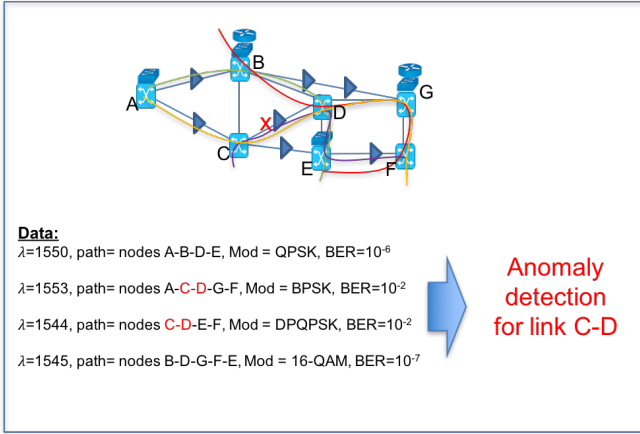 B
A
G
X
D
C
E
F
Data:
λ=1550, path= nodes A-B-D-E, Mod = QPSK, BER=10-6
λ=1553, path= nodes A-C-D-G-F, Mod = BPSK, BER=10-2
λ=1544, path= nodes C-D-E-F, Mod = DPQPSK, BER=10-2
λ=1545, path= nodes B-D-G-F-E, Mod = 16-QAM, BER=10-7
Anomaly
detection
for link C-D